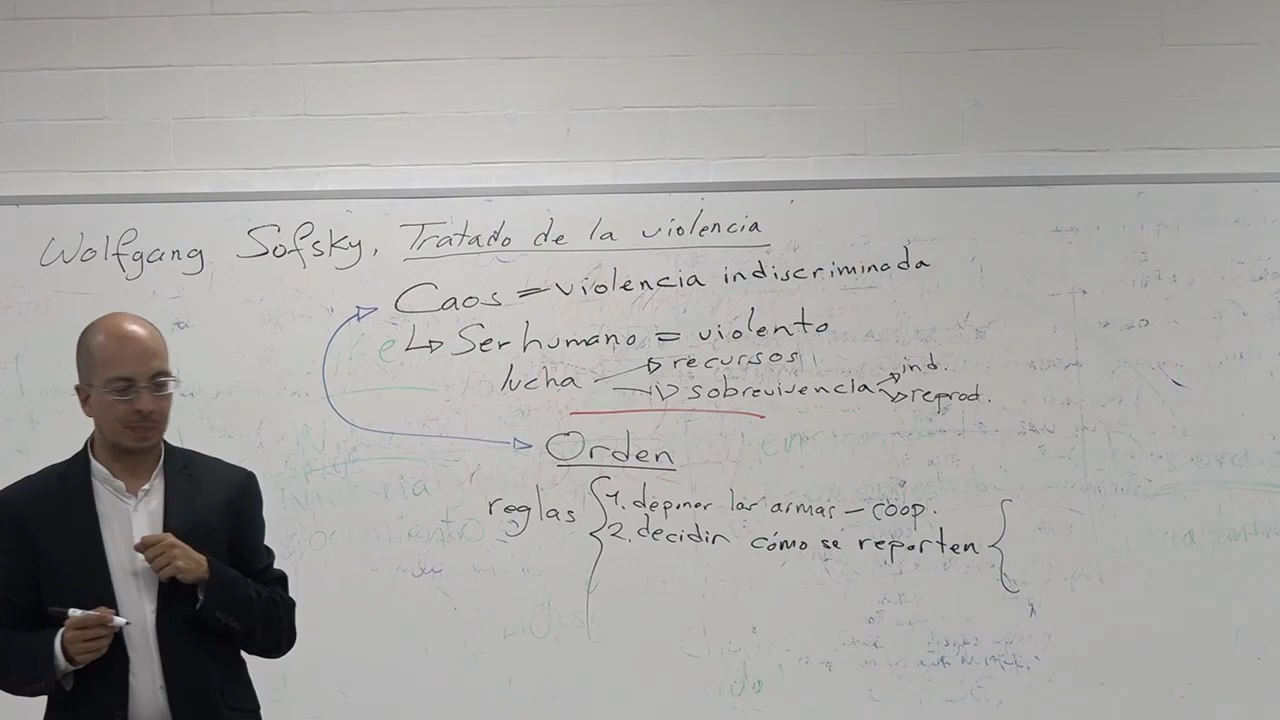 Wolfgang Sofsky, Tratado de la violencia
Caos = violencia indiscriminada
e ↳ Ser humano = violento
lucha → recursos
→ sobrevivencia → ind.
→ reprod.
Orden
reglas { 1. deponer las armas - coop.
2. decidir cómo se reporten {